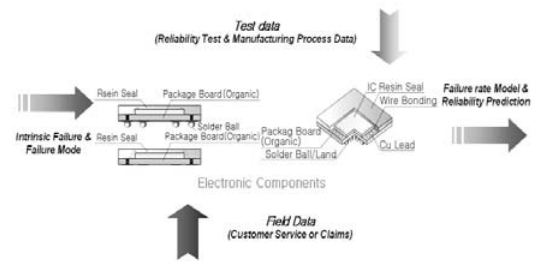 Test data
(Reliability Test & Manufacturing Process Data)
Rsein Seal
Package Board(Organic)
IC Resin Seal
Wire Bonding
Failure rate Model &
Reliability Prediction
Intrinsic Failure &
Failure Mode
Solder Ball
Resin Seal
Package Board(Organic)
Packag Board
(Organic)
Solder Ball/Land
Cu Lead
Electronic Components
Field Data
(Customer Service or Claims)